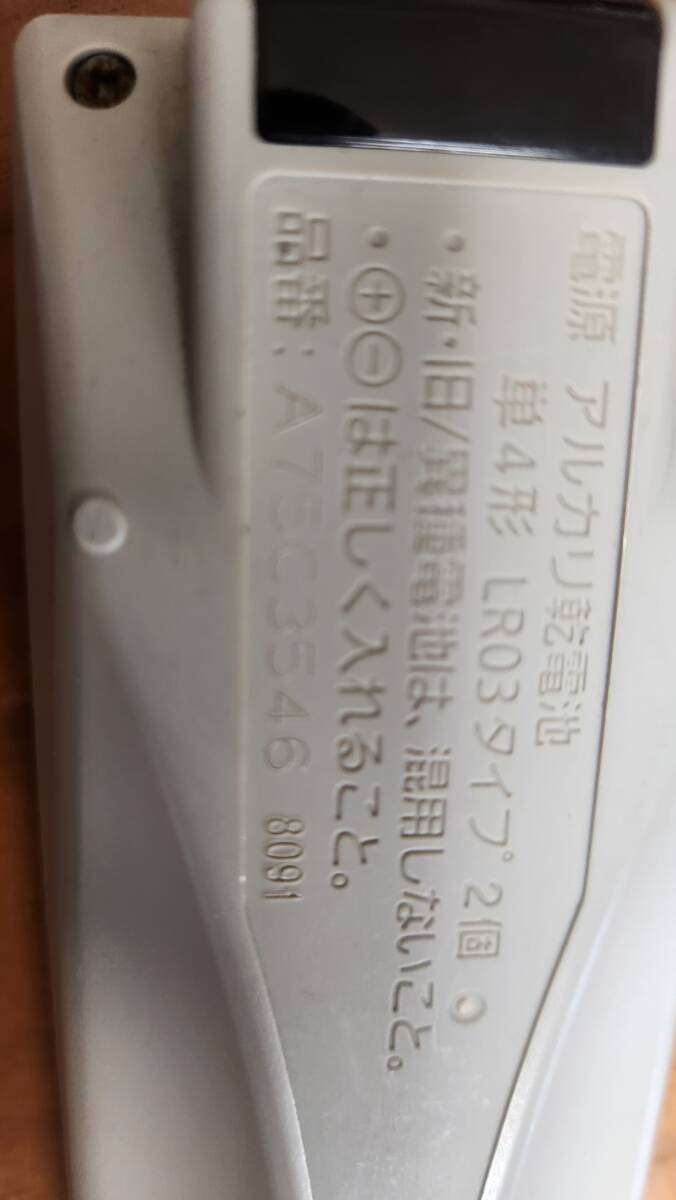 電源 アルカリ乾電池
単4形 LR03タイプ 2個
・新・旧/異種電池は、混用しないこと。
・⊕⊖は正しく入れること。
品番：A75C3546 8091